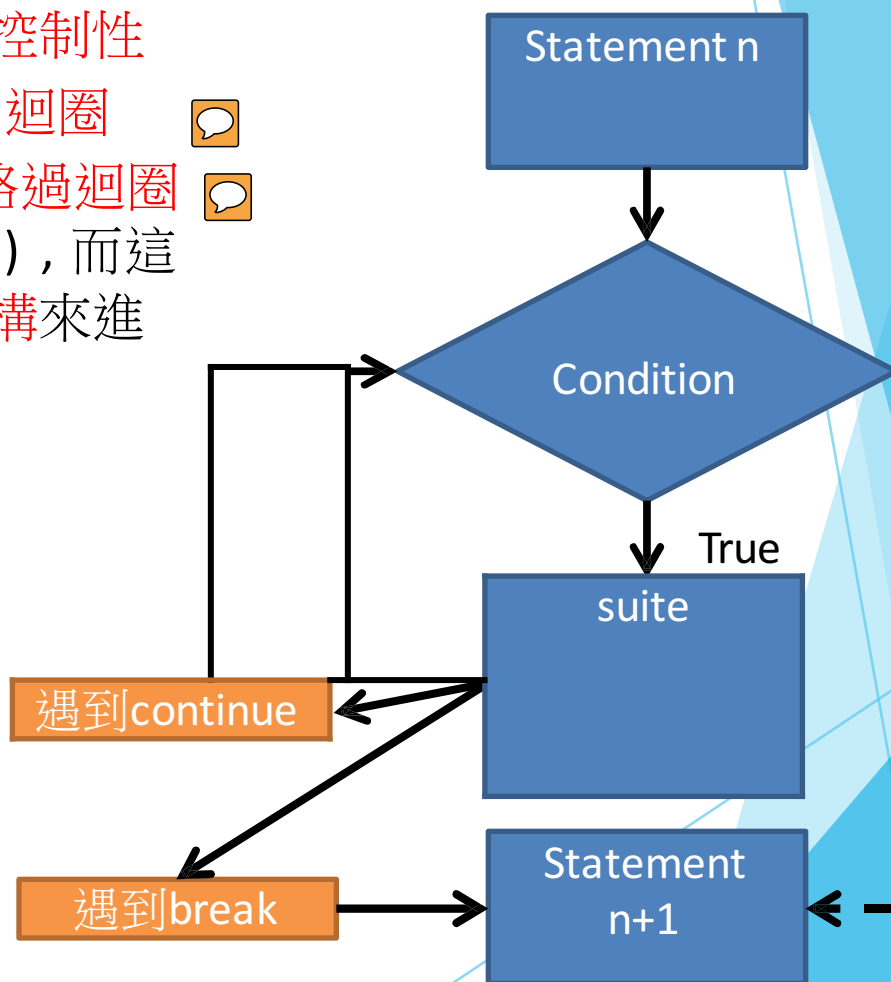 控制性
迴圈
略過迴圈
) , 而這
構來進
Statement n
Condition
True
suite
遇到continue
遇到break
Statement
n+1